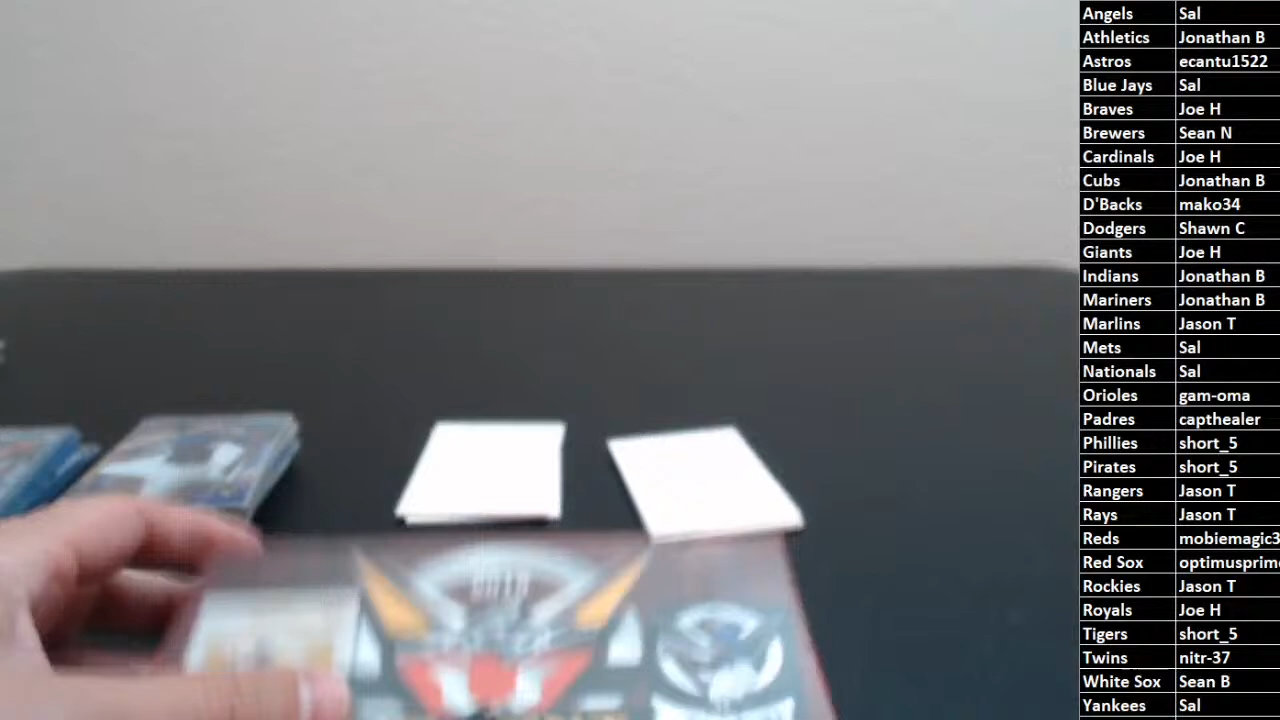 Angels Sal
Athletics Jonathan B
Astros ecantu1522
Blue Jays Sal
Braves Joe H
Brewers Sean N
Cardinals Joe H
Cubs Jonathan B
D'Backs mako34
Dodgers Shawn C
Giants Joe H
Indians Jonathan B
Mariners Jonathan B
Marlins Jason T
Mets Sal
Nationals Sal
Orioles gam-oma
Padres capthealer
Phillies short_5
Pirates short_5
Rangers Jason T
Rays Jason T
Reds mobiemagic3
Red Sox optimusprime
Rockies Jason T
Royals Joe H
Tigers short_5
Twins nitr-37
White Sox Sean B
Yankees Sal